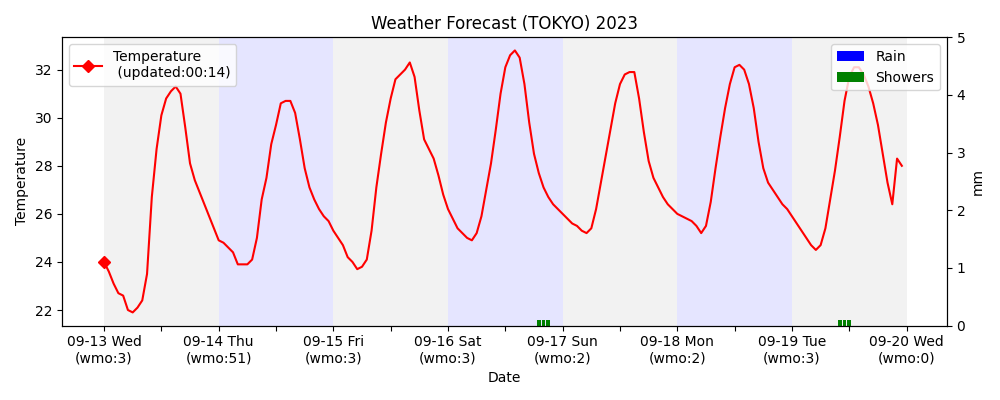 Weather Forecast (TOKYO) 2023
Temperature
(updated:00:14)
Rain
Showers
Temperature
32
30
28
26
24
22
5
4
3
2
1
0
mm
09-13 Wed
(wmo:3)
09-14 Thu
(wmo:51)
09-15 Fri
(wmo:3)
09-16 Sat
(wmo:3)
09-17 Sun
(wmo:2)
09-18 Mon
(wmo:2)
09-19 Tue
(wmo:3)
09-20 Wed
(wmo:0)
Date